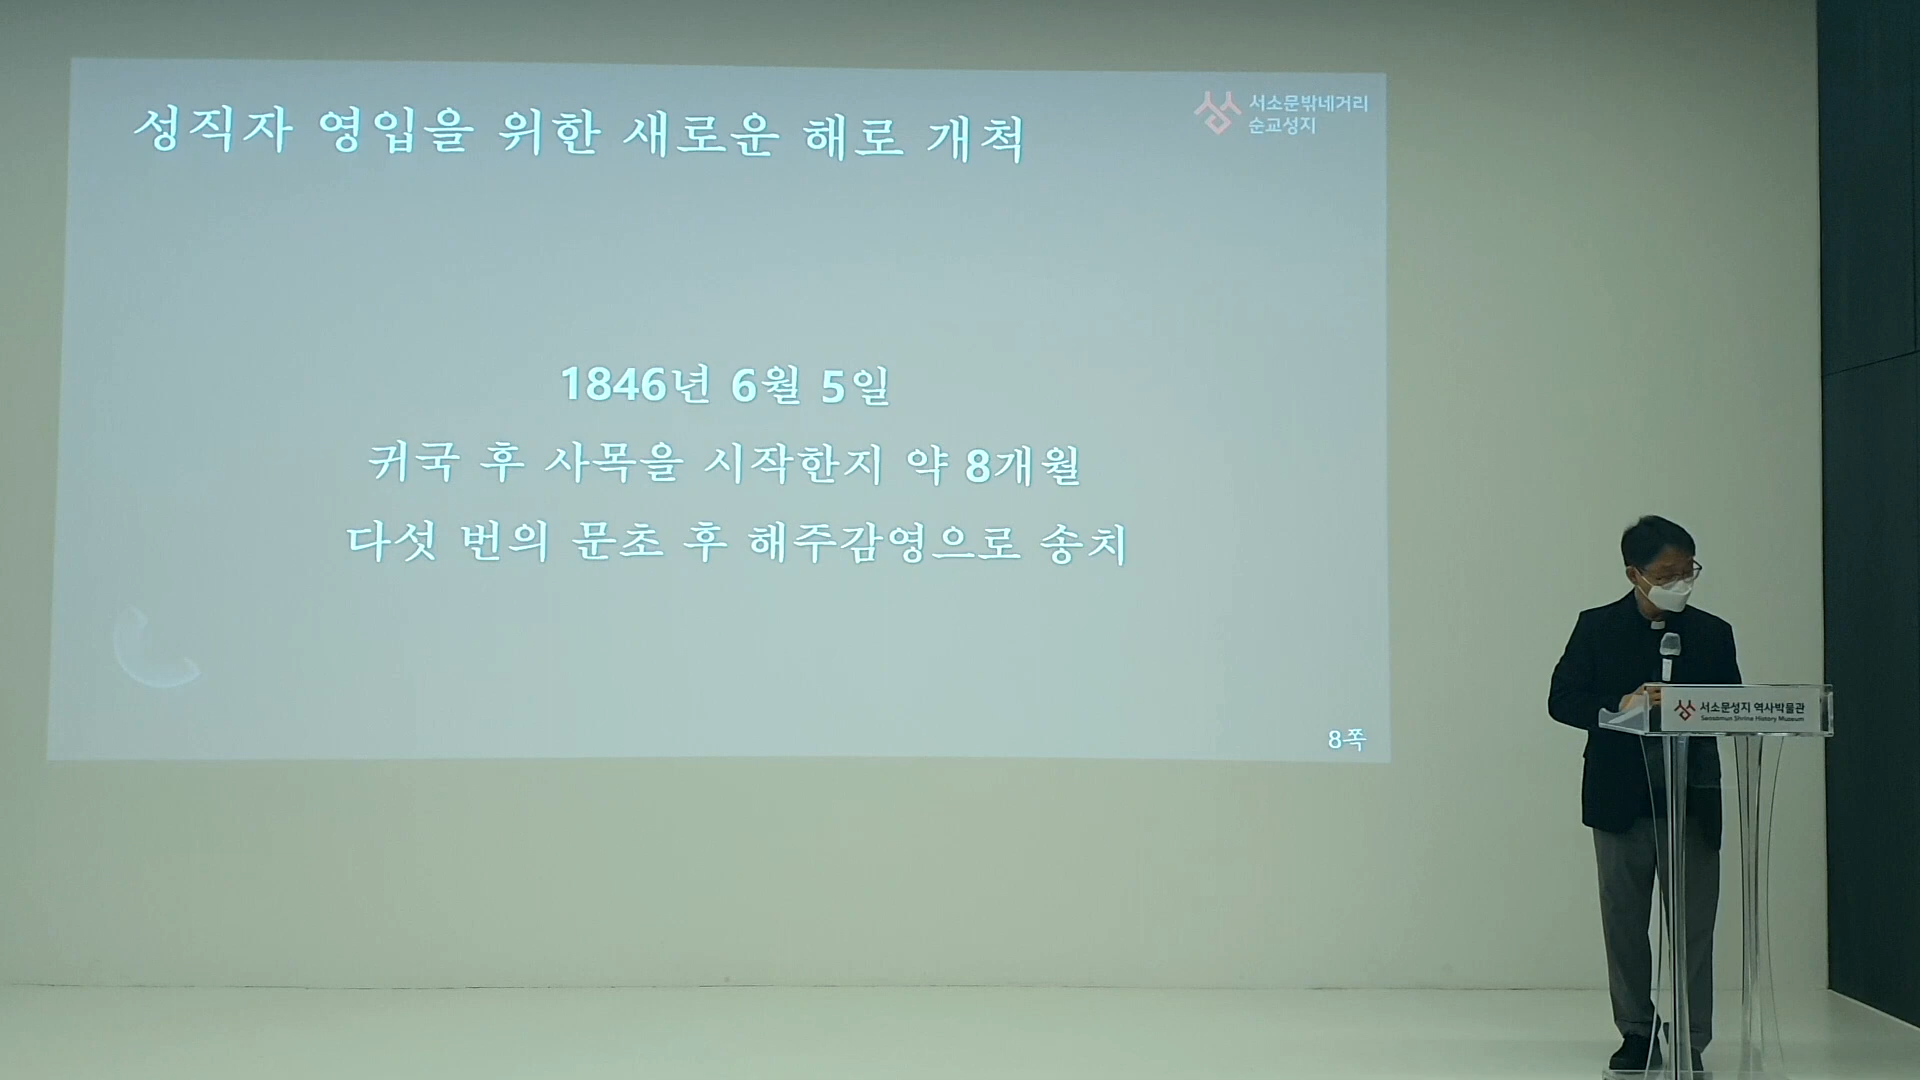 성직자 영입을 위한 새로운 해로 개척
서소문밖네거리
순교성지
1846년 6월 5일
귀국 후 사목을 시작한지 약 8개월
다섯 번의 문초 후 해주감영으로 송치
8쪽
서소문성지 역사박물관
Seosomun Shrine History Museum